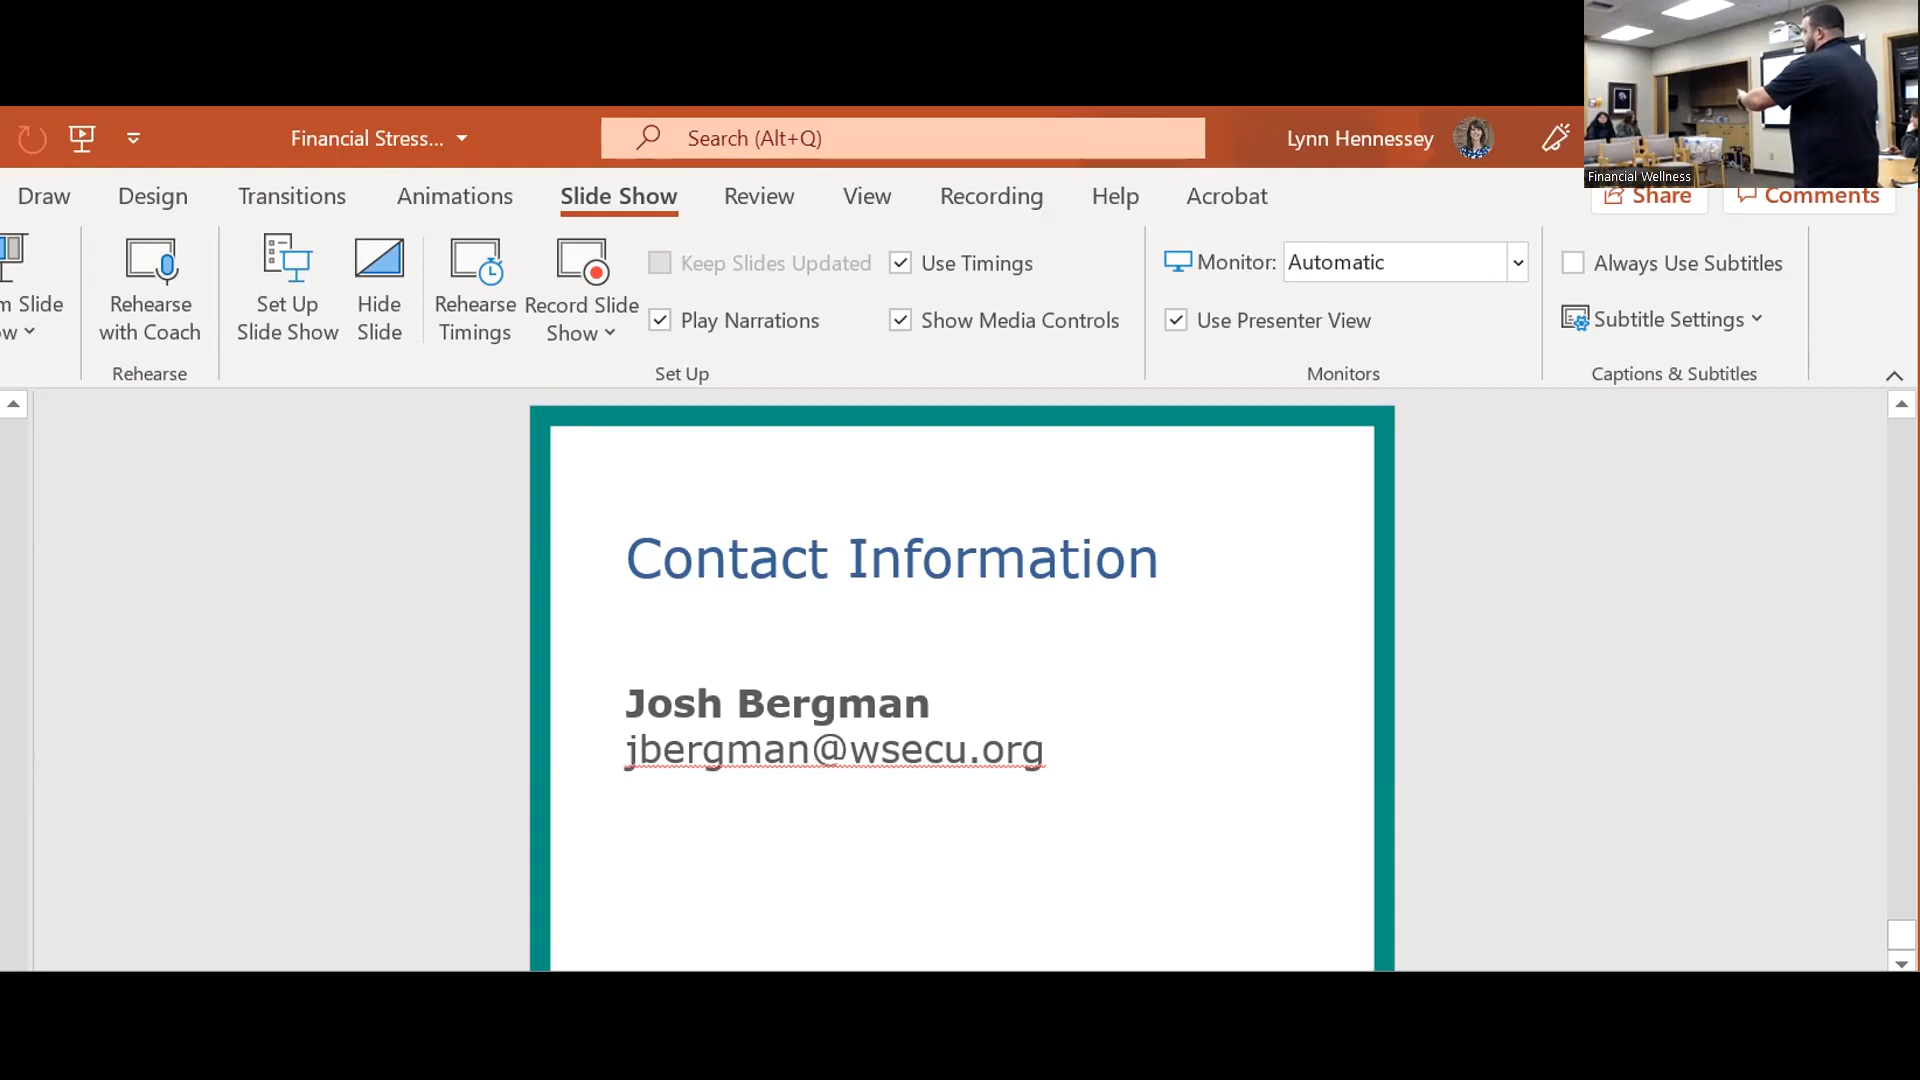 Financial Stress...
Search (Alt+Q)
Lynn Hennessey
Financial Wellness
Draw
Design
Transitions
Animations
Slide Show
Review
View
Recording
Help
Acrobat
Share
Comments
Slide
Rehearse
with Coach
Set Up
Slide Show
Hide
Slide
Rehearse
Timings
Record Slide
Show
Keep Slides Updated
Use Timings
Play Narrations
Show Media Controls
Monitor:
Automatic
Use Presenter View
Always Use Subtitles
Subtitle Settings
Rehearse
Set Up
Monitors
Captions & Subtitles
Contact Information
Josh Bergman
jbergman@wsecu.org